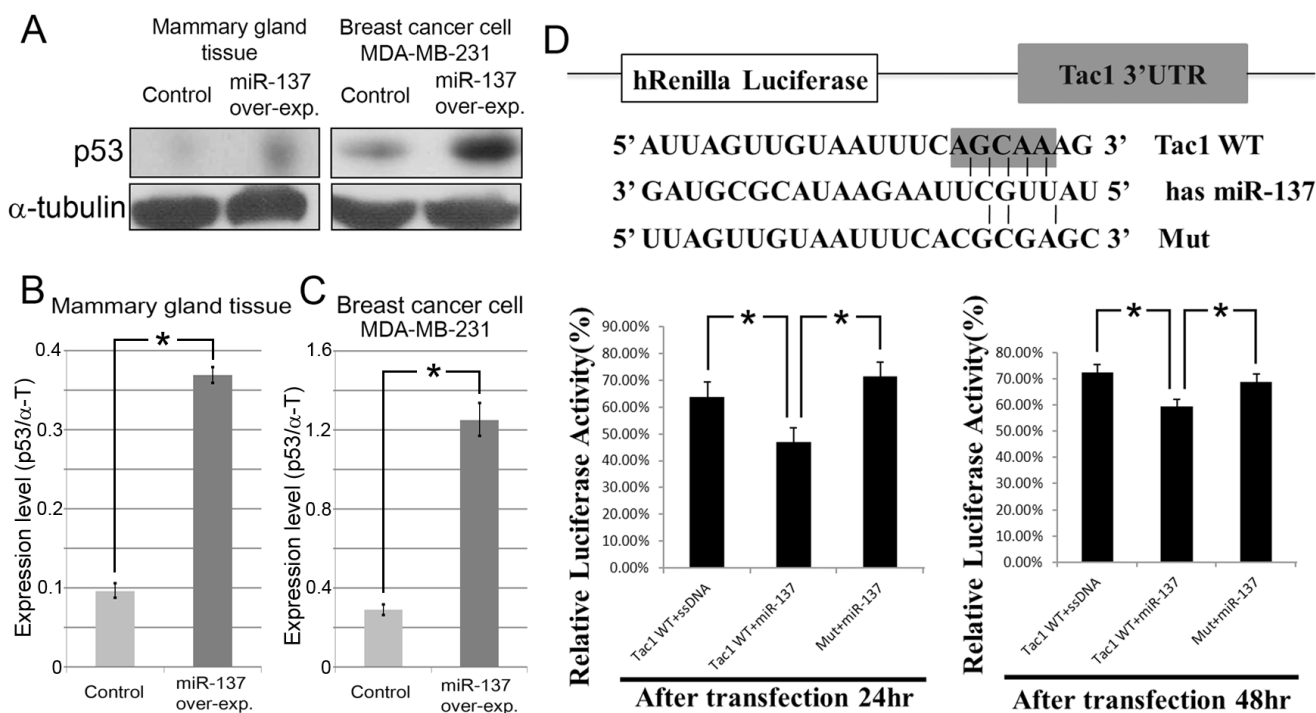 A
Mammary gland
tissue
Breast cancer cell
MDA-MB-231
Control
miR-137
over-exp.
Control
miR-137
over-exp.
p53
α-tubulin
B
Mammary gland tissue
Expression level (p53/α-T)
0.4
0.3
0.2
0.1
0
*
Control
miR-137
over-exp.
C
Breast cancer cell
MDA-MB-231
Expression level (p53/α-T)
1.6
1.2
0.8
0.4
0
*
Control
miR-137
over-exp.
D
hRenilla Luciferase
Tac1 3’UTR
5’ AUUAGUUGUAAUUUCAGCAAAG 3’ Tac1 WT
3’ GAUGCGCAUAAGAAUUCGUUAU 5’ has miR-137
5’ UUAGUUGUAAUUUCACGCGAGC 3’ Mut
Relative Luciferase Activity(%)
90.00%
80.00%
70.00%
60.00%
50.00%
40.00%
30.00%
20.00%
10.00%
0.00%
* *
Tac1 WT+ssDNA
Tac1 WT+miR-137
Mut+miR-137
After transfection 24hr
Relative Luciferase Activity(%)
80.00%
70.00%
60.00%
50.00%
40.00%
30.00%
20.00%
10.00%
0.00%
* *
Tac1 WT+ssDNA
Tac1 WT+miR-137
Mut+miR-137
After transfection 48hr